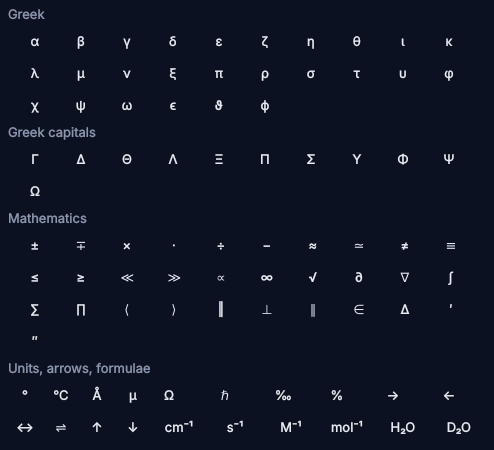 Greek
α β γ δ ε ζ η θ ι κ
λ μ ν ξ π ρ σ τ υ φ
χ ψ ω ϵ ϑ ϕ
Greek capitals
Γ Δ Θ Λ Ξ Π Σ Υ Φ Ψ
Ω
Mathematics
± ∓ × · ÷ − ≈ ≃ ≠ ≡
≤ ≥ ≪ ≫ ∝ ∞ √ ∂ ∇ ∫
∑ ∏ ⟨ ⟩ ‖ ⊥ ∥ ∈ ∆ ′
″
Units, arrows, formulae
° °C Å µ Ω ℏ ‰ % → ←
↔ ⇌ ↑ ↓ cm⁻¹ s⁻¹ M⁻¹ mol⁻¹ H₂O D₂O